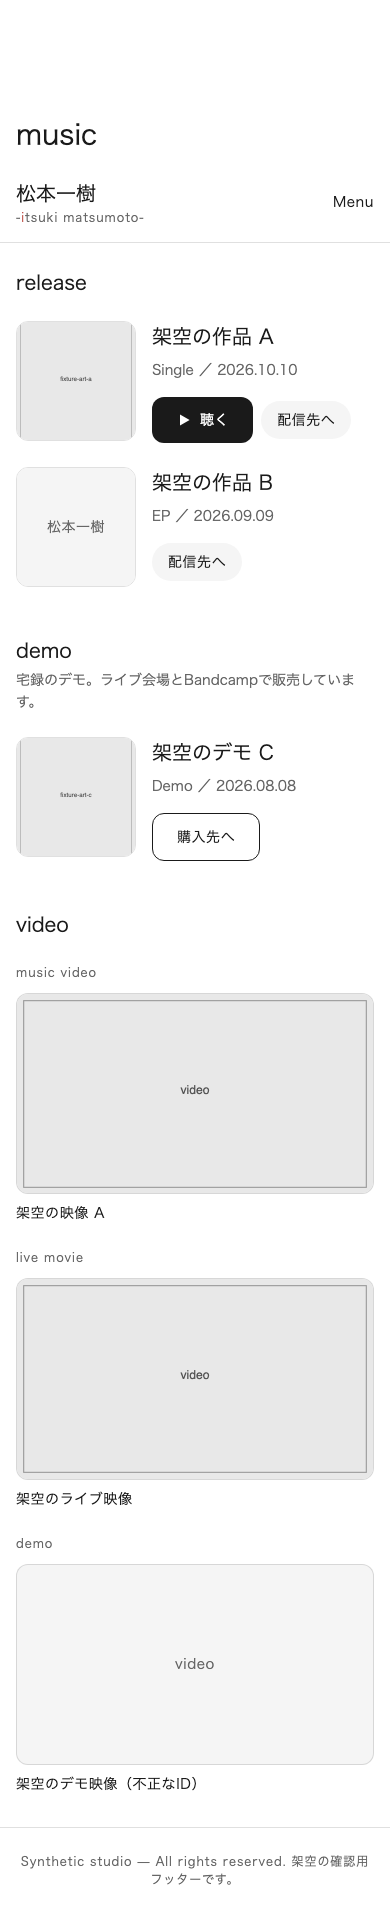 music
松本一樹
-itsuki matsumoto-
Menu
release
fixture-art-a
架空の作品 A
Single ／ 2026.10.10
▶ 聴く
配信先へ
松本一樹
架空の作品 B
EP ／ 2026.09.09
配信先へ
demo
宅録のデモ。ライブ会場とBandcampで販売していま
す。
fixture-art-c
架空のデモ C
Demo ／ 2026.08.08
購入先へ
video
music video
video
架空の映像 A
live movie
video
架空のライブ映像
demo
video
架空のデモ映像（不正なID）
Synthetic studio — All rights reserved. 架空の確認用
フッターです。